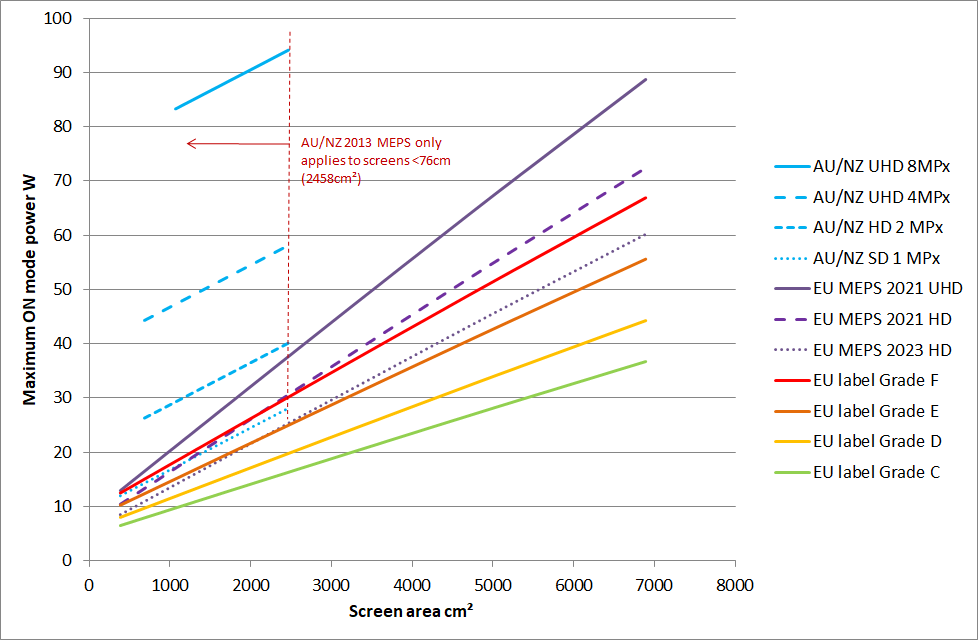 100
90
80
70
60
50
40
30
20
10
0
Maximum ON mode power W
AU/NZ 2013 MEPS only
applies to screens <76cm
(2458cm²)
0 1000 2000 3000 4000 5000 6000 7000 8000
Screen area cm²
AU/NZ UHD 8MPx
AU/NZ UHD 4MPx
AU/NZ HD 2 MPx
AU/NZ SD 1 MPx
EU MEPS 2021 UHD
EU MEPS 2021 HD
EU MEPS 2023 HD
EU label Grade F
EU label Grade E
EU label Grade D
EU label Grade C